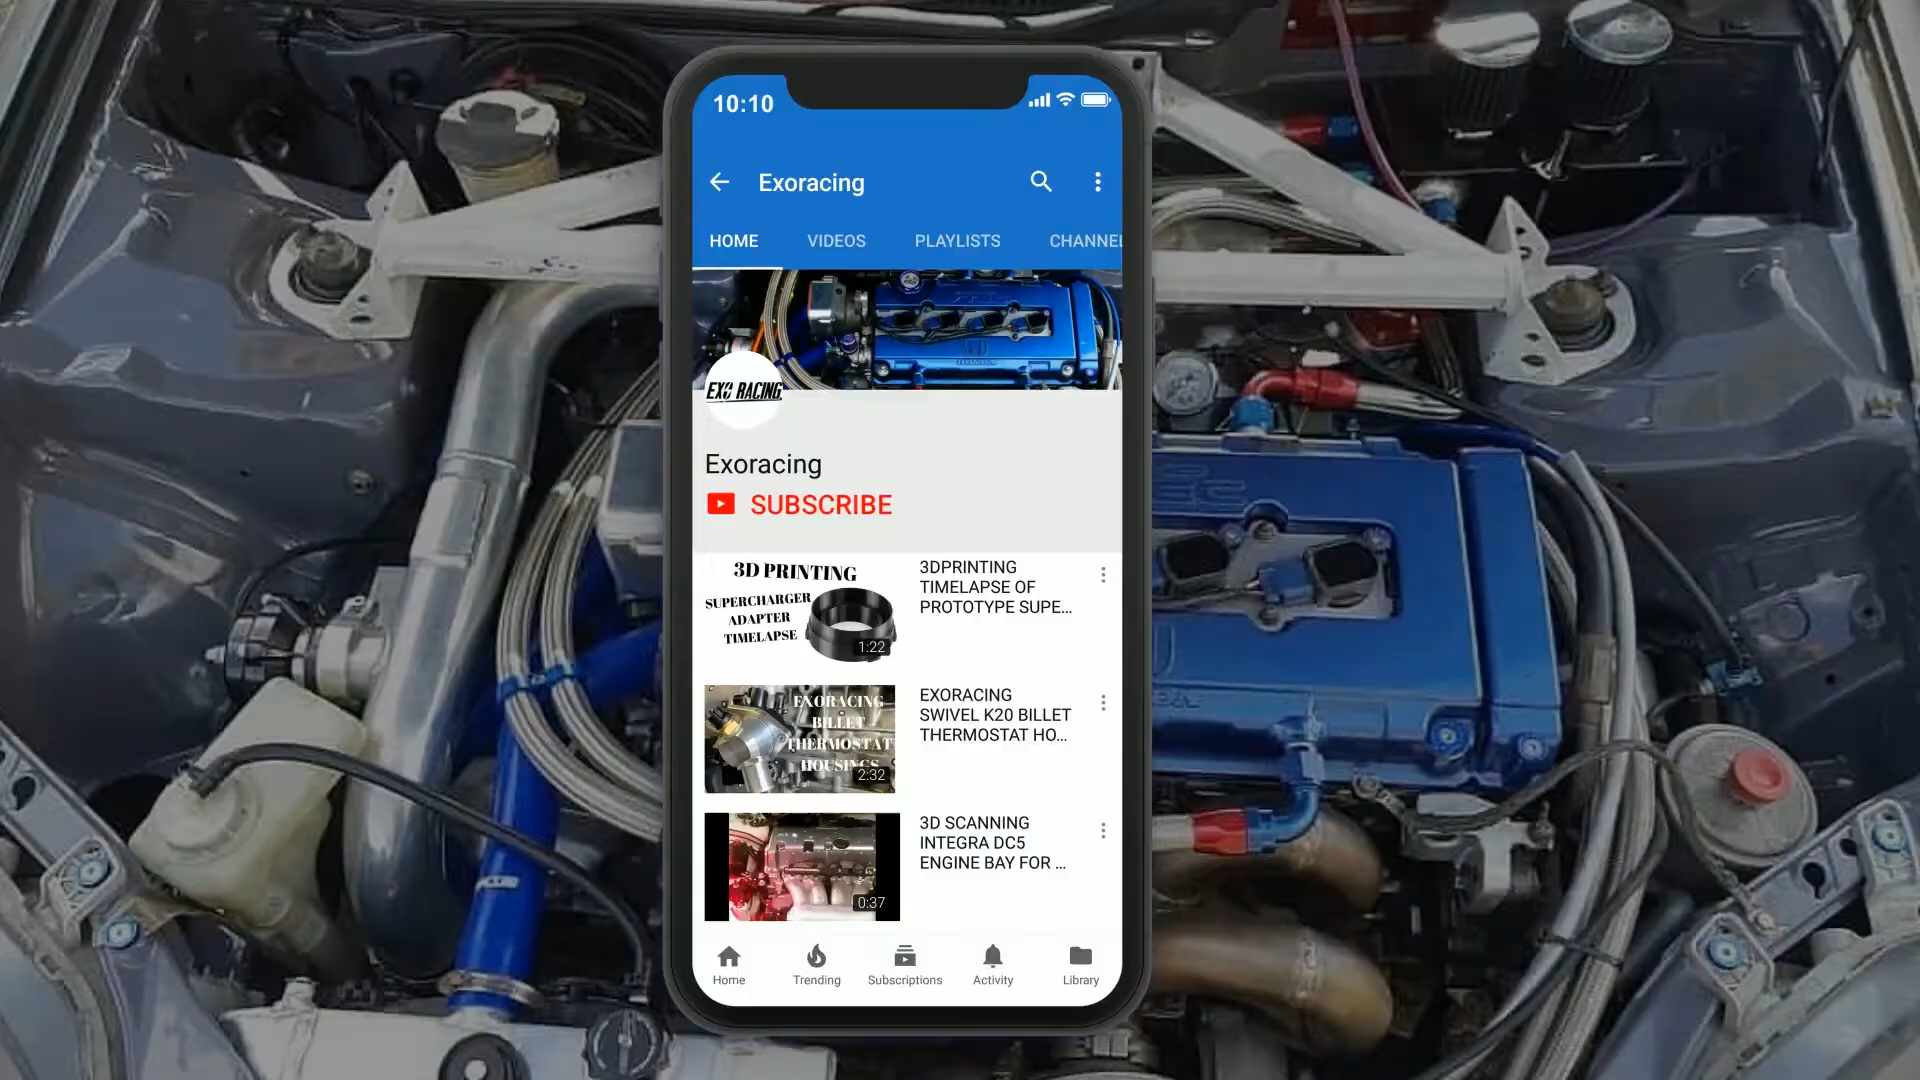 10:10
Exoracing
HOME VIDEOS PLAYLISTS CHANNEL
EXO RACING
Exoracing
SUBSCRIBE
3D PRINTING
SUPERCHARGER
ADAPTER
TIMELAPSE
1:22
3DPRINTING
TIMELAPSE OF
PROTOTYPE SUPE...
EXORACING
BILLET
THERMOSTAT
HOUSINGS
2:32
EXORACING
SWIVEL K20 BILLET
THERMOSTAT HO...
0:37
3D SCANNING
INTEGRA DC5
ENGINE BAY FOR ...
Home Trending Subscriptions Activity Library